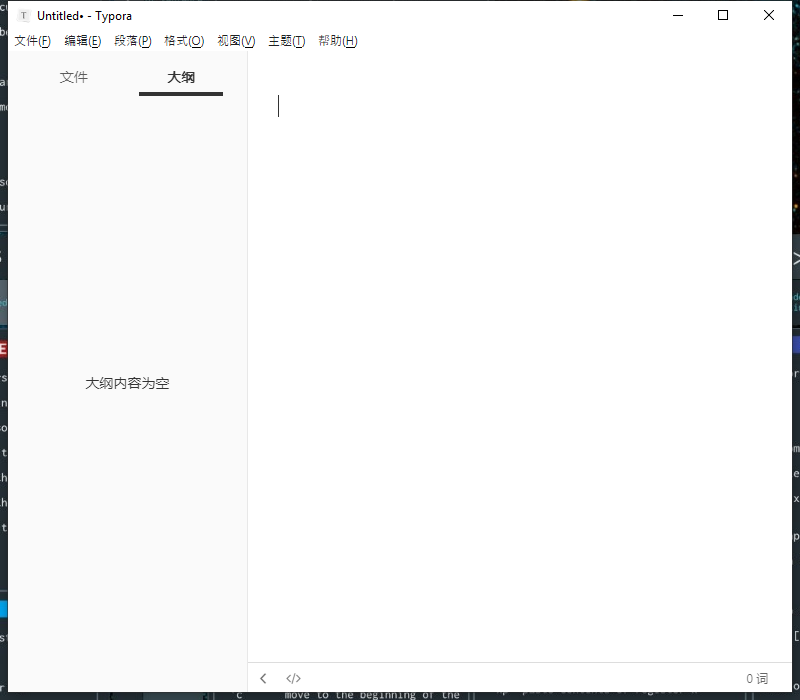 T Untitled• - Typora
文件(F) 编辑(E) 段落(P) 格式(O) 视图(V) 主题(T) 帮助(H)
文件 大纲
大纲内容为空
</> 0 词
move to the beginning of the